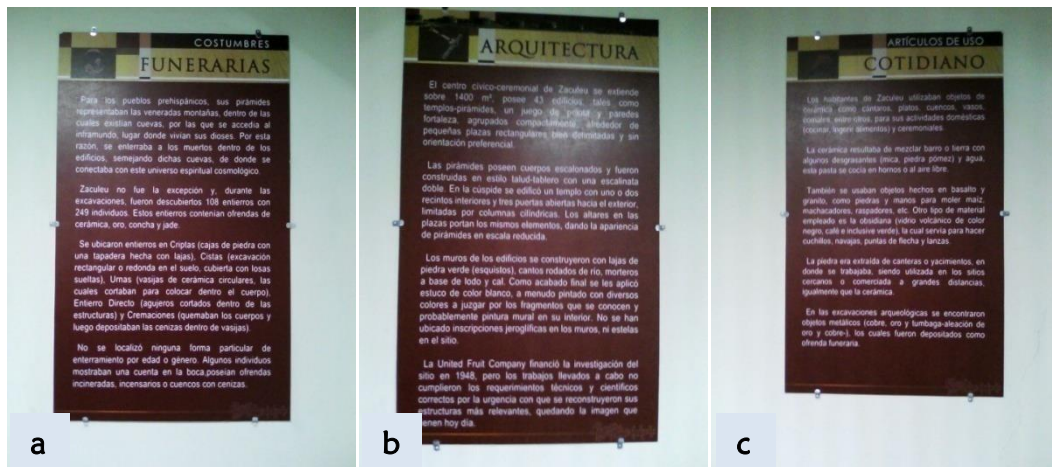 COSTUMBRES
FUNERARIAS
Para los pueblos prehispánicos, sus pirámides
representaban las veneradas montañas, dentro de las
cuales existían cuevas, por las que se accedía al
inframundo, lugar donde vivían sus dioses. Por esta
razón, se enterraba a los muertos dentro de los
edificios, semejando dichas cuevas, de donde se
conectaba con este universo espiritual cosmológico.
Zaculeu no fue la excepción y, durante las
excavaciones, fueron descubiertos 108 entierros con
249 individuos. Estos entierros contenían ofrendas de
cerámica, oro, concha y jade.
Se ubicaron entierros en Criptas (cajas de piedra con
una tapadera hecha con lajas), Cistas (excavación
rectangular o redonda en el suelo, cubierta con losas
sueltas), Urnas (vasijas de cerámica circulares, las
cuales cortaban para colocar dentro el cuerpo),
Entierro Directo (agujeros cortados dentro de las
estructuras) y Cremaciones (quemaban los cuerpos y
luego depositaban las cenizas dentro de vasijas).
No se localizó ninguna forma particular de
enterramiento por edad o género. Algunos individuos
mostraban una cuenta en la boca,poseían ofrendas
incineradas, incensarios o cuencos con cenizas.
a
ARQUITECTURA
El centro cívico-ceremonial de Zaculeu se extiende
sobre 1400 m², posee 43 edificios, tales como
templos-pirámides, un juego de pelota y paredes
fortaleza, agrupados compactamente, alrededor de
pequeñas plazas rectangulares bien delimitadas y sin
orientación preferencial.
Las pirámides poseen cuerpos escalonados y fueron
construidas en estilo talud-tablero con una escalinata
doble. En la cúspide se edificó un templo con uno o dos
recintos interiores y tres puertas abiertas hacia el exterior,
limitadas por columnas cilíndricas. Los altares en las
plazas portan los mismos elementos, dando la apariencia
de pirámides en escala reducida.
Los muros de los edificios se construyeron con lajas de
piedra verde (esquistos), cantos rodados de río, morteros
a base de lodo y cal. Como acabado final se les aplicó
estuco de color blanco, a menudo pintado con diversos
colores a juzgar por los fragmentos que se conocen y
probablemente pintura mural en su interior. No se han
ubicado inscripciones jeroglíficas en los muros, ni estelas
en el sitio.
La United Fruit Company financió la investigación del
sitio en 1948, pero los trabajos llevados a cabo no
cumplieron los requerimientos técnicos y científicos
correctos por la urgencia con que se reconstruyeron sus
estructuras más relevantes, quedando la imagen que
tienen hoy día.
b
ARTÍCULOS DE USO
COTIDIANO
Los habitantes de Zaculeu utilizaban objetos de
cerámica como cántaros, platos, cuencos, vasos,
comales, entre otros, para sus actividades domésticas
(cocinar, ingerir alimentos) y ceremoniales.
La cerámica resultaba de mezclar barro o tierra con
algunos desgrasantes (mica, piedra pómez) y agua,
esta pasta se cocía en hornos o al aire libre.
También se usaban objetos hechos en basalto y
granito, como piedras y manos para moler maíz,
machacadores, raspadores, etc. Otro tipo de material
empleado es la obsidiana (vidrio volcánico de color
negro, café e inclusive verde), la cual servía para hacer
cuchillos, navajas, puntas de flecha y lanzas.
La piedra era extraída de canteras o yacimientos, en
donde se trabajaba, siendo utilizada en los sitios
cercanos o comerciada a grandes distancias,
igualmente que la cerámica.
En las excavaciones arqueológicas se encontraron
objetos metálicos (cobre, oro y tumbaga-aleación de
oro y cobre-), los cuales fueron depositados como
ofrenda funeraria.
c